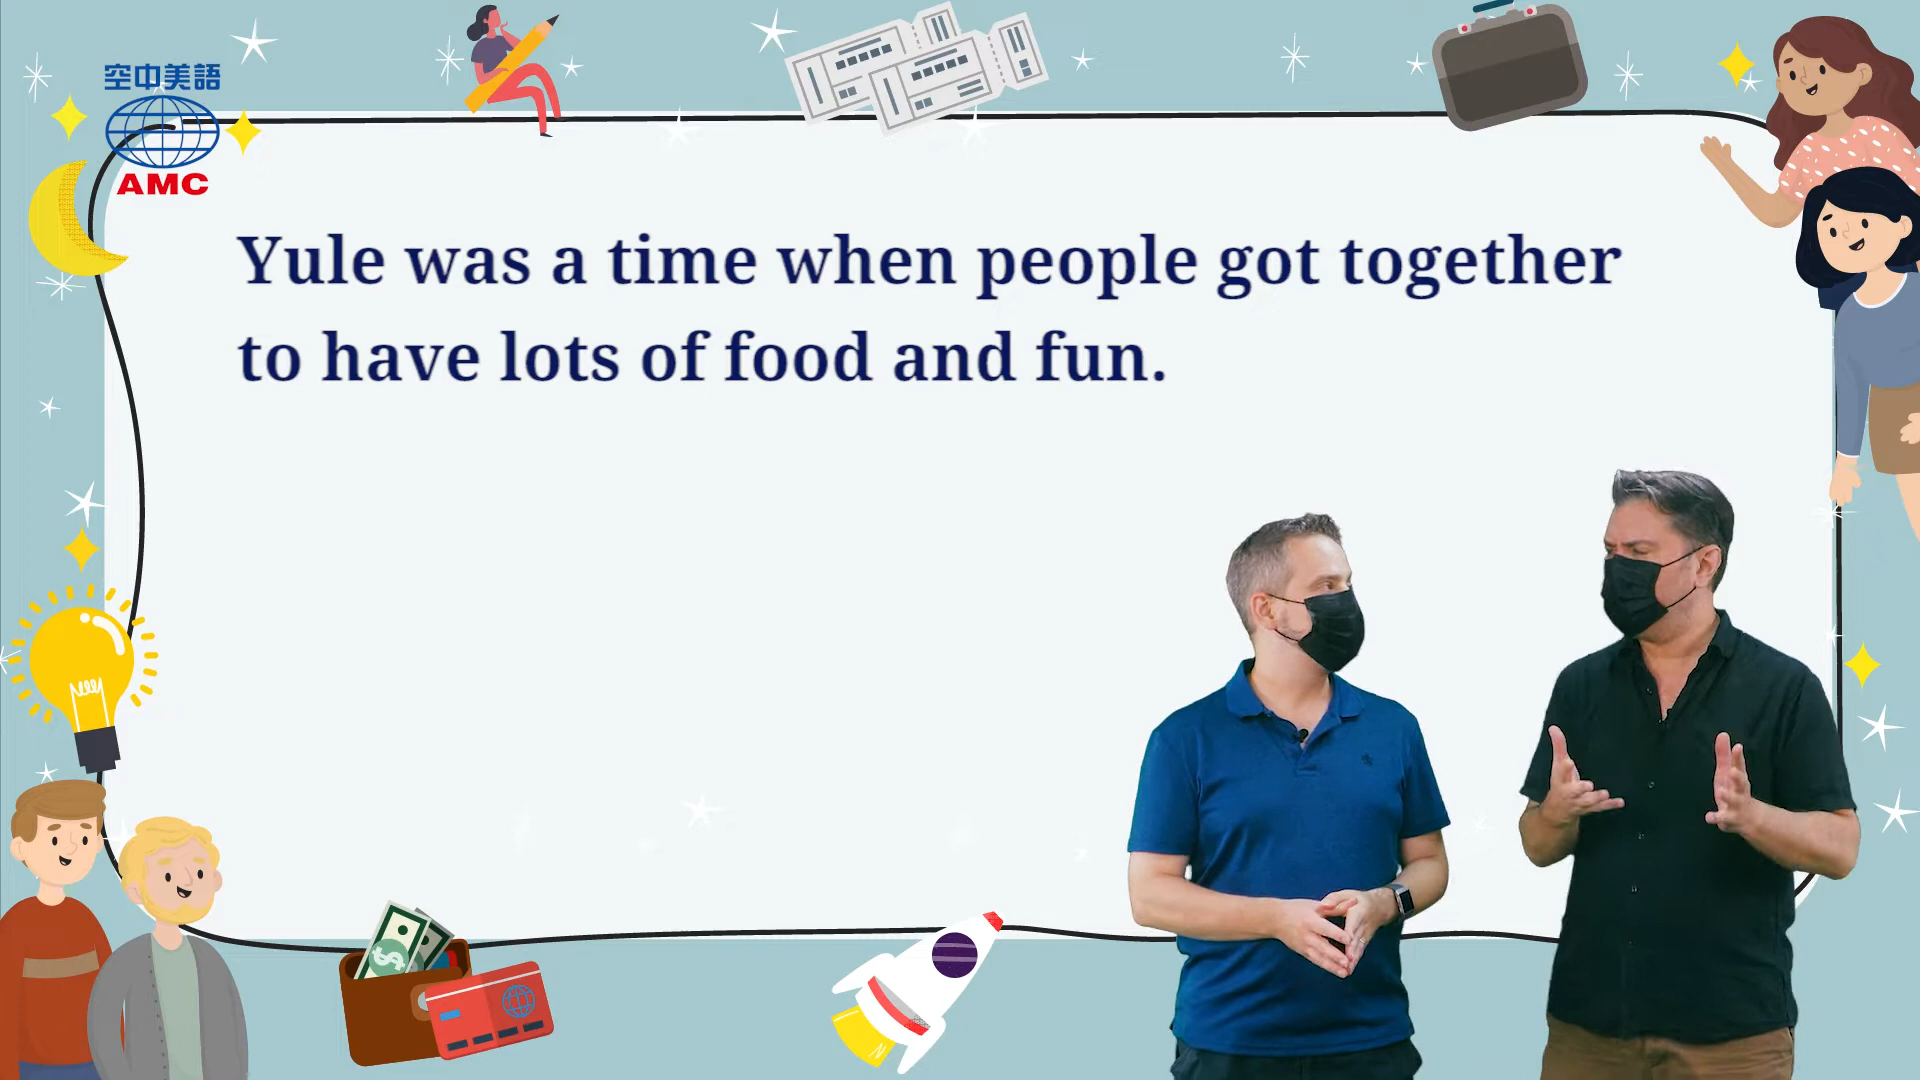 空中美語
AMC
Yule was a time when people got together
to have lots of food and fun.